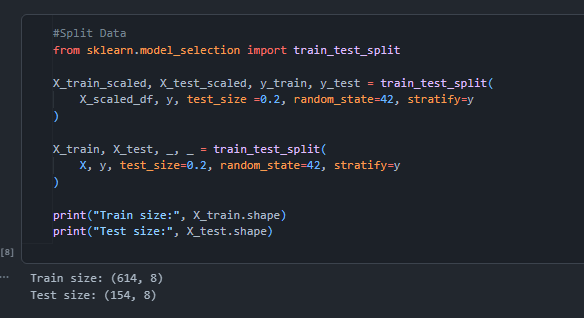 #Split Data
from sklearn.model_selection import train_test_split
X_train_scaled, X_test_scaled, y_train, y_test = train_test_split(
X_scaled_df, y, test_size =0.2, random_state=42, stratify=y
)
X_train, X_test, _, _ = train_test_split(
X, y, test_size=0.2, random_state=42, stratify=y
)
print("Train size:", X_train.shape)
print("Test size:", X_test.shape)
[8]
...
Train size: (614, 8)
Test size: (154, 8)